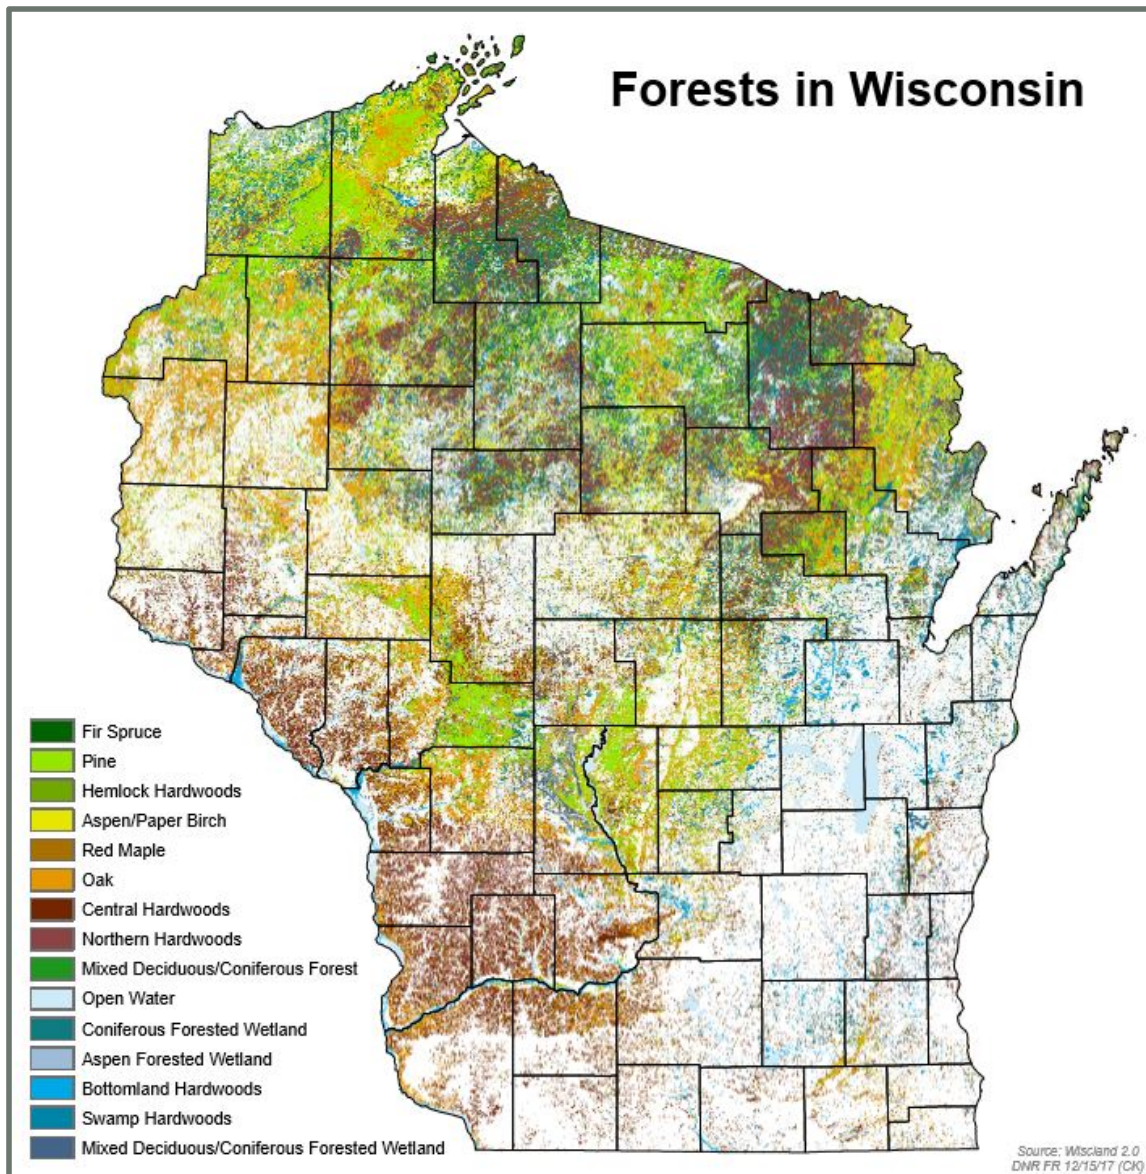 Forests in Wisconsin
Fir Spruce
Pine
Hemlock Hardwoods
Aspen/Paper Birch
Red Maple
Oak
Central Hardwoods
Northern Hardwoods
Mixed Deciduous/Coniferous Forest
Open Water
Coniferous Forested Wetland
Aspen Forested Wetland
Bottomland Hardwoods
Swamp Hardwoods
Mixed Deciduous/Coniferous Forested Wetland
Source: Wiscland 2.0
DNR FR 12/15/17 (CK)